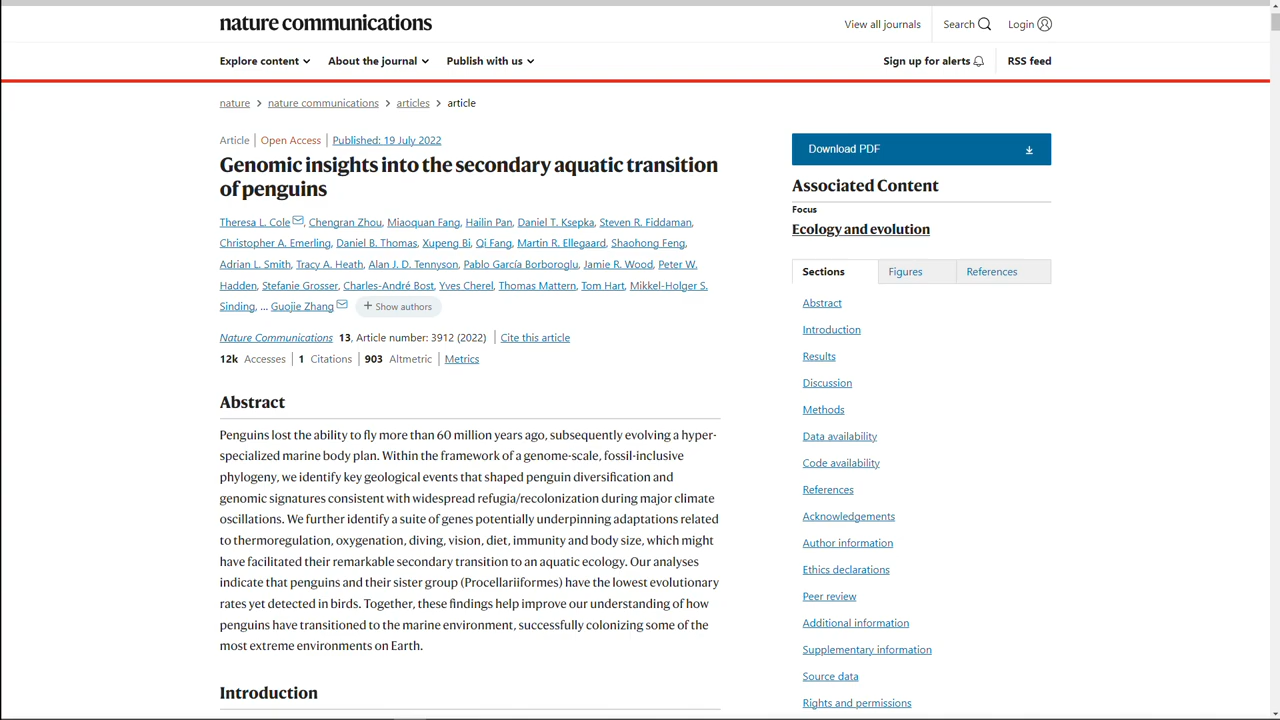 nature communications
View all journals Search Login
Explore content About the journal Publish with us Sign up for alerts RSS feed
nature > nature communications > articles > article
Article | Open Access | Published: 19 July 2022
Genomic insights into the secondary aquatic transition
of penguins
Theresa L. Cole, Chengran Zhou, Miaoquan Fang, Hailin Pan, Daniel T. Ksepka, Steven R. Fiddaman,
Christopher A. Emerling, Daniel B. Thomas, Xupeng Bi, Qi Fang, Martin R. Ellegaard, Shaohong Feng,
Adrian L. Smith, Tracy A. Heath, Alan J. D. Tennyson, Pablo García Borboroglu, Jamie R. Wood, Peter W.
Hadden, Stefanie Grosser, Charles-André Bost, Yves Cherel, Thomas Mattern, Tom Hart, Mikkel-Holger S.
Sinding, ... Guojie Zhang + Show authors
Nature Communications 13, Article number: 3912 (2022) | Cite this article
12k Accesses | 1 Citations | 903 Altmetric | Metrics
Abstract
Penguins lost the ability to fly more than 60 million years ago, subsequently evolving a hyper-
specialized marine body plan. Within the framework of a genome-scale, fossil-inclusive
phylogeny, we identify key geological events that shaped penguin diversification and
genomic signatures consistent with widespread refugia/recolonization during major climate
oscillations. We further identify a suite of genes potentially underpinning adaptations related
to thermoregulation, oxygenation, diving, vision, diet, immunity and body size, which might
have facilitated their remarkable secondary transition to an aquatic ecology. Our analyses
indicate that penguins and their sister group (Procellariiformes) have the lowest evolutionary
rates yet detected in birds. Together, these findings help improve our understanding of how
penguins have transitioned to the marine environment, successfully colonizing some of the
most extreme environments on Earth.
Introduction
Download PDF
Associated Content
Focus
Ecology and evolution
Sections Figures References
Abstract
Introduction
Results
Discussion
Methods
Data availability
Code availability
References
Acknowledgements
Author information
Ethics declarations
Peer review
Additional information
Supplementary information
Source data
Rights and permissions